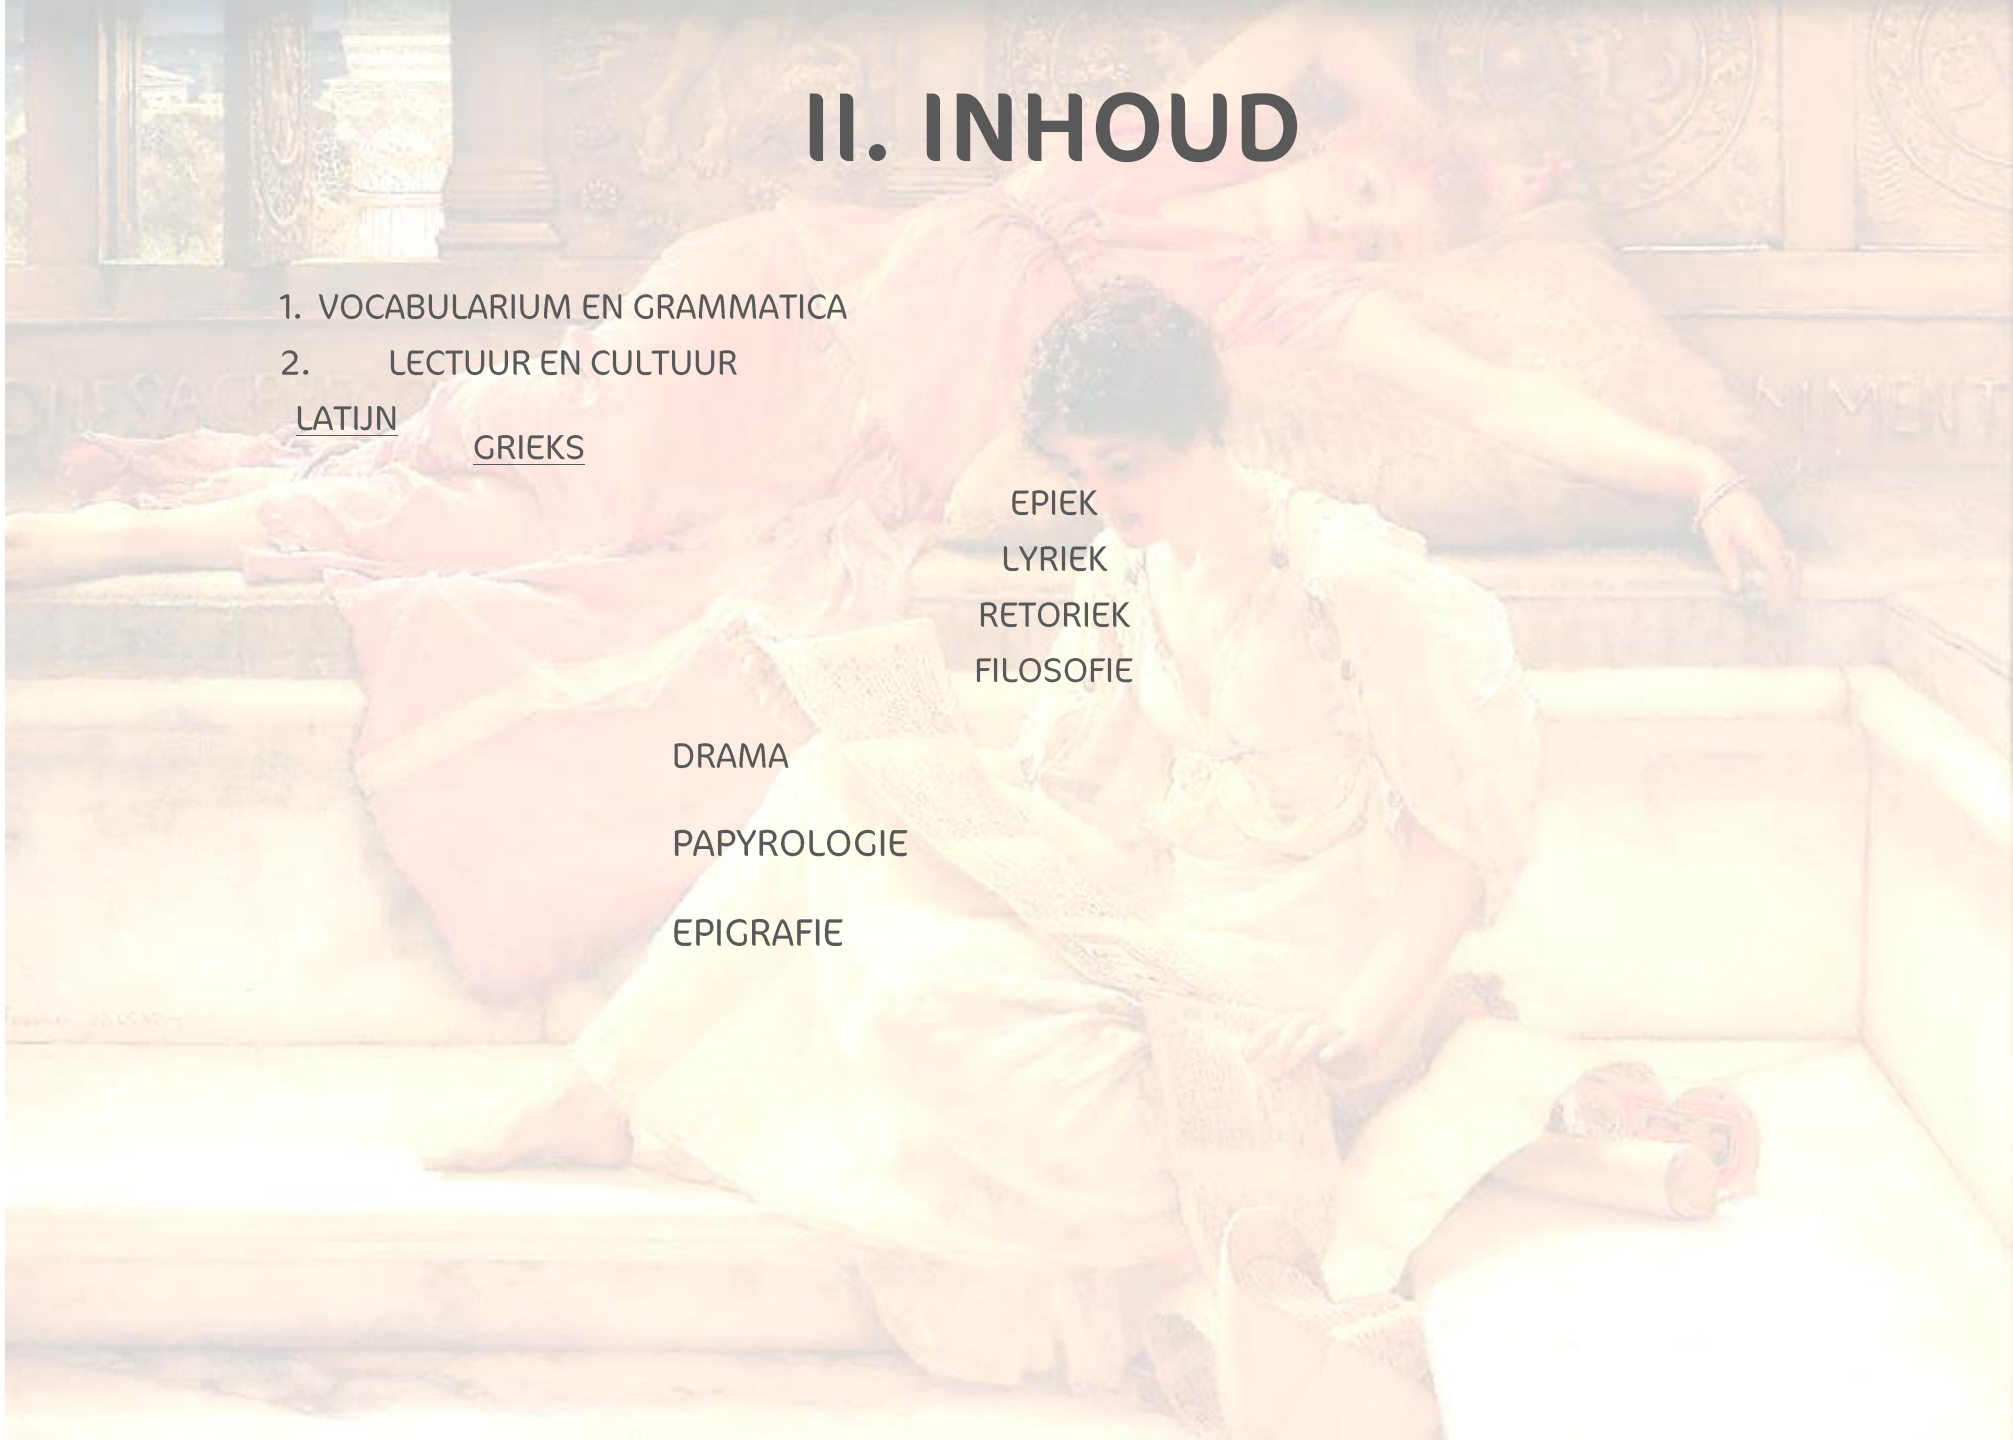 II. INHOUD
1. VOCABULARIUM EN GRAMMATICA
2. LECTUUR EN CULTUUR
LATIJN
GRIEKS
EPIEK
LYRIEK
RETORIEK
FILOSOFIE
DRAMA
PAPYROLOGIE
EPIGRAFIE